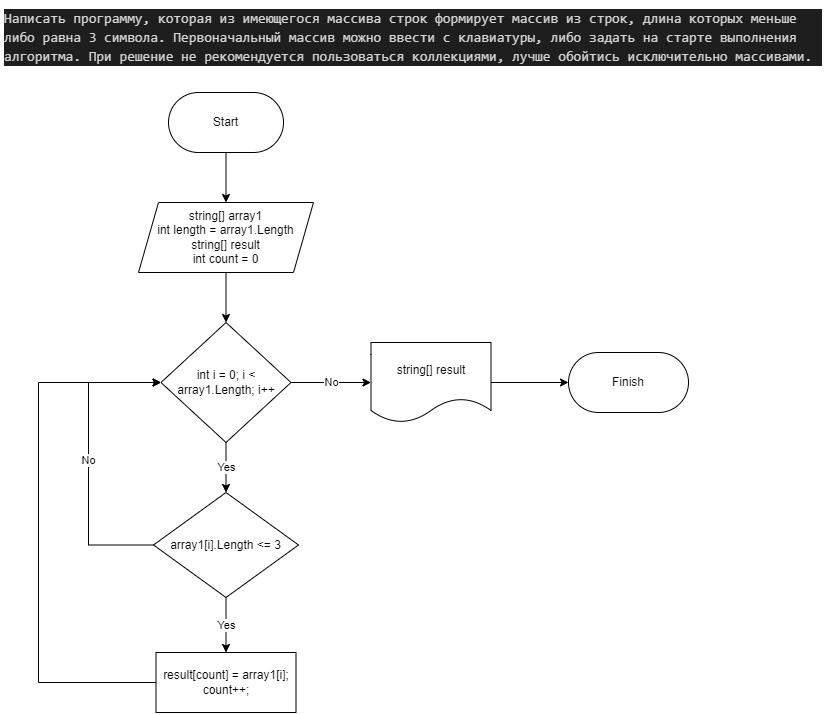 Написать программу, которая из имеющегося массива строк формирует массив из строк, длина которых меньше
либо равна 3 символа. Первоначальный массив можно ввести с клавиатуры, либо задать на старте выполнения
алгоритма. При решение не рекомендуется пользоваться коллекциями, лучше обойтись исключительно массивами.
Start
string[] array1
int length = array1.Length
string[] result
int count = 0
int i = 0; i <
array1.Length; i++
No
string[] result
Finish
Yes
No
array1[i].Length <= 3
Yes
result[count] = array1[i];
count++;